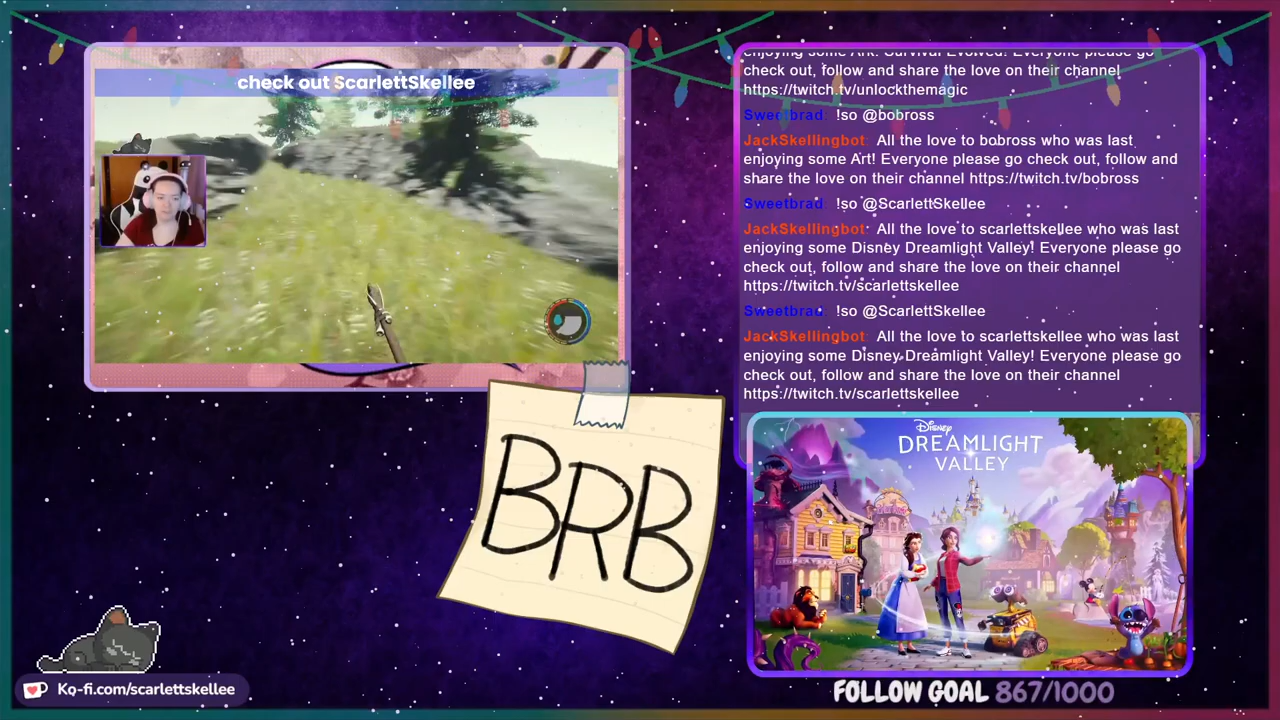 check out ScarlettSkellee
enjoying some Ark: Survival Evolved! Everyone please go
check out, follow and share the love on their channel
https://twitch.tv/unlockthemagic
Sweetbrad: !so @bobross
JackSkellingbot: All the love to bobross who was last
enjoying some Art! Everyone please go check out, follow and
share the love on their channel https://twitch.tv/bobross
Sweetbrad: !so @ScarlettSkellee
JackSkellingbot: All the love to scarlettskellee who was last
enjoying some Disney Dreamlight Valley! Everyone please go
check out, follow and share the love on their channel
https://twitch.tv/scarlettskellee
Sweetbrad: !so @ScarlettSkellee
JackSkellingbot: All the love to scarlettskellee who was last
enjoying some Disney Dreamlight Valley! Everyone please go
check out, follow and share the love on their channel
https://twitch.tv/scarlettskellee
BRB
Disney
DREAMLIGHT
VALLEY
Ko-fi.com/scarlettskellee
FOLLOW GOAL 867/1000